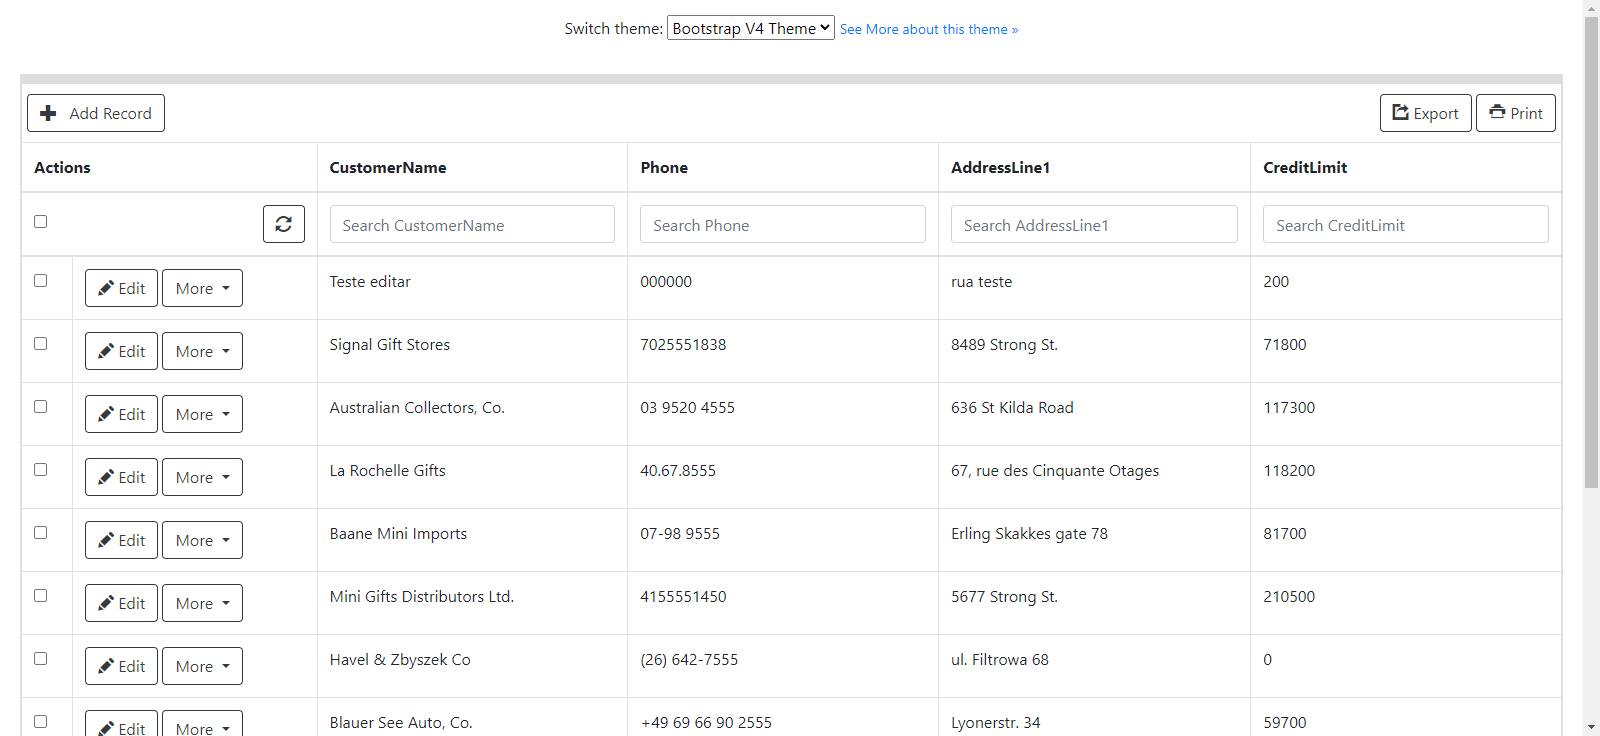 Switch theme: Bootstrap V4 Theme See More about this theme »
Add Record Export Print
Actions CustomerName Phone AddressLine1 CreditLimit
Search CustomerName Search Phone Search AddressLine1 Search CreditLimit
Edit More Teste editar 000000 rua teste 200
Edit More Signal Gift Stores 7025551838 8489 Strong St. 71800
Edit More Australian Collectors, Co. 03 9520 4555 636 St Kilda Road 117300
Edit More La Rochelle Gifts 40.67.8555 67, rue des Cinquante Otages 118200
Edit More Baane Mini Imports 07-98 9555 Erling Skakkes gate 78 81700
Edit More Mini Gifts Distributors Ltd. 4155551450 5677 Strong St. 210500
Edit More Havel & Zbyszek Co (26) 642-7555 ul. Filtrowa 68 0
Edit More Blauer See Auto, Co. +49 69 66 90 2555 Lyonerstr. 34 59700